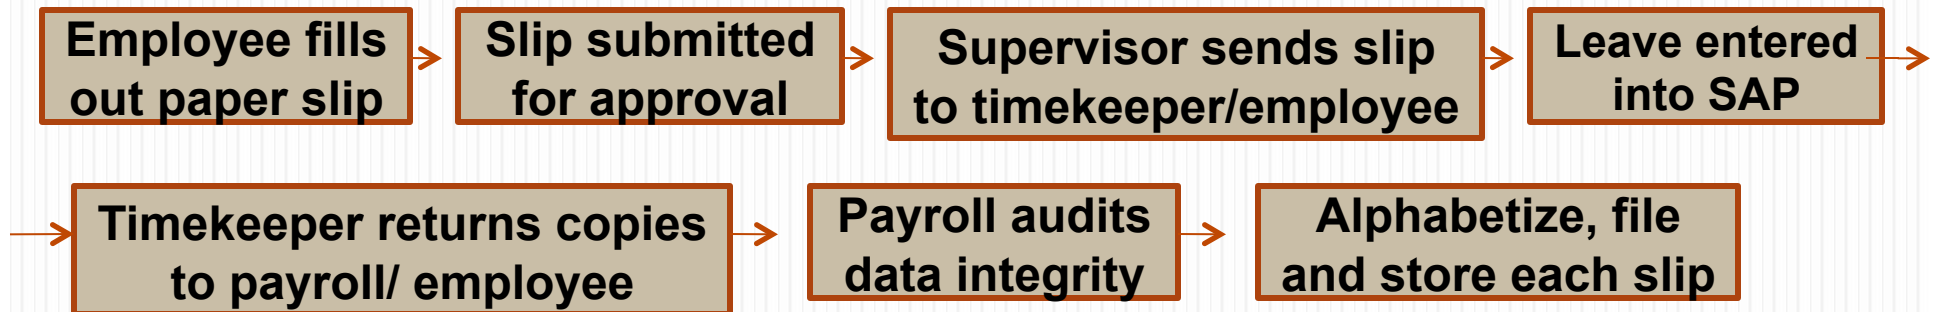 Employee fills
out paper slip
Slip submitted
for approval
Supervisor sends slip
to timekeeper/employee
Leave entered
into SAP
Timekeeper returns copies
to payroll/ employee
Payroll audits
data integrity
Alphabetize, file
and store each slip